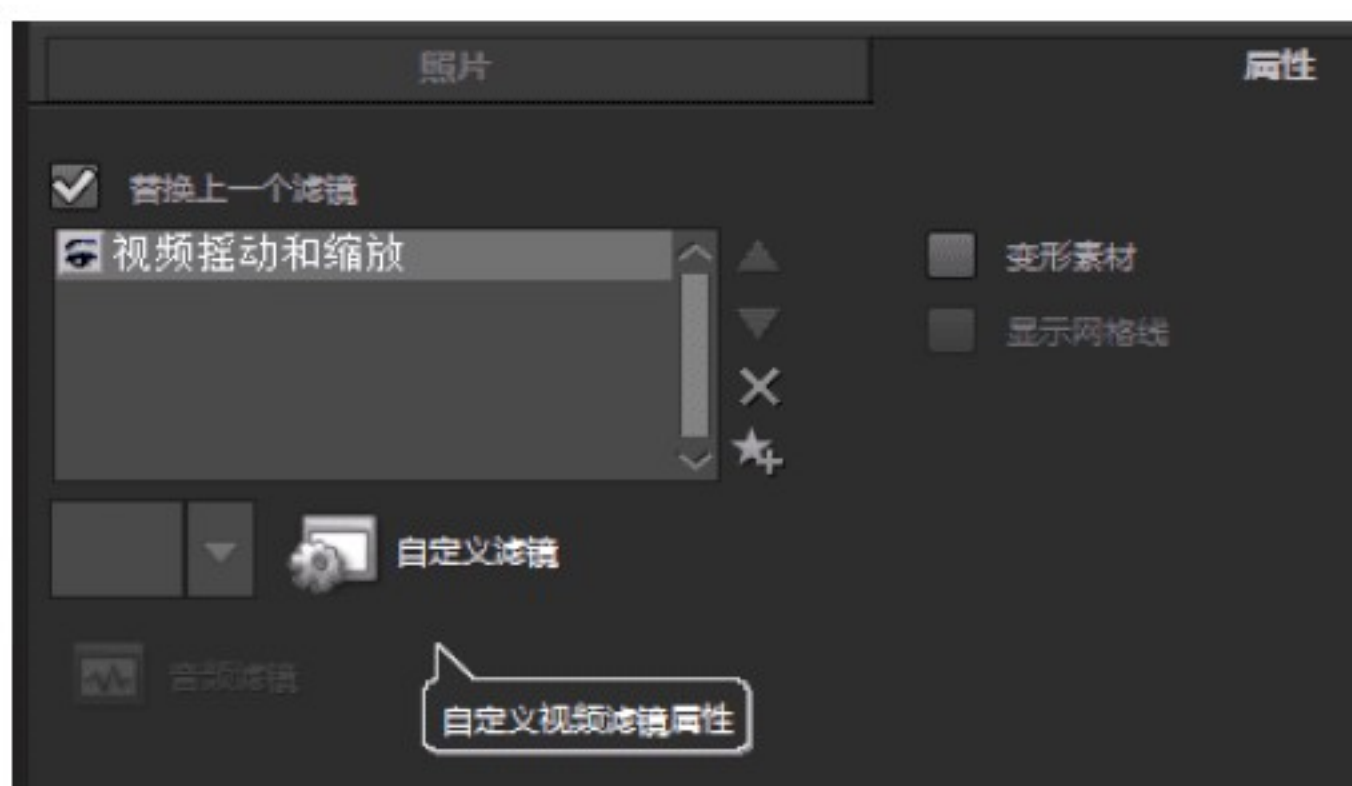 照片
属性
替换上一个滤镜
视频摇动和缩放
变形素材
显示网格线
自定义滤镜
音频滤镜
自定义视频滤镜属性